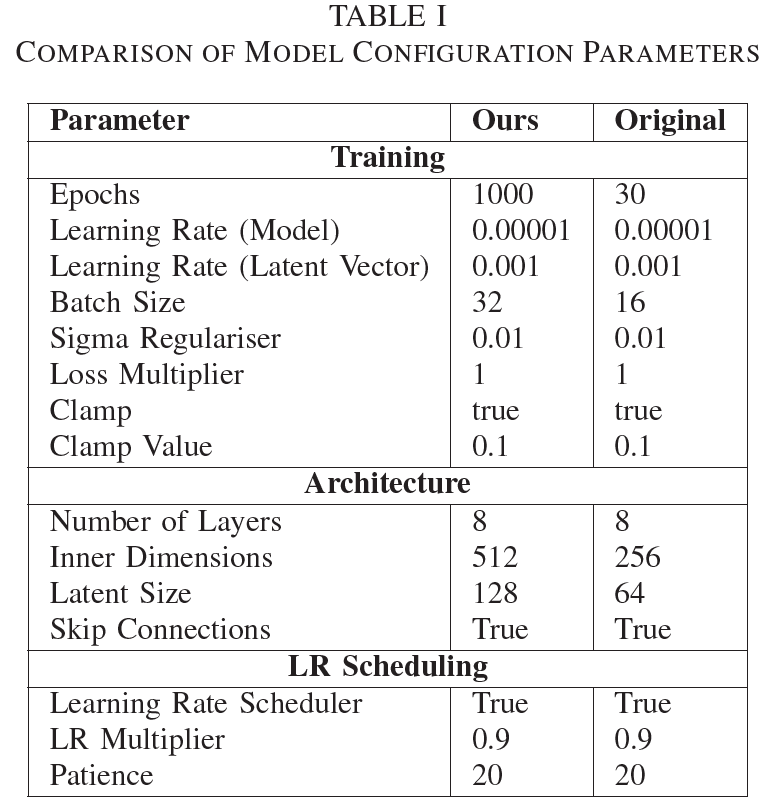 TABLE I
COMPARISON OF MODEL CONFIGURATION PARAMETERS
Parameter Ours Original
Training
Epochs 1000 30
Learning Rate (Model) 0.00001 0.00001
Learning Rate (Latent Vector) 0.001 0.001
Batch Size 32 16
Sigma Regulariser 0.01 0.01
Loss Multiplier 1 1
Clamp true true
Clamp Value 0.1 0.1
Architecture
Number of Layers 8 8
Inner Dimensions 512 256
Latent Size 128 64
Skip Connections True True
LR Scheduling
Learning Rate Scheduler True True
LR Multiplier 0.9 0.9
Patience 20 20